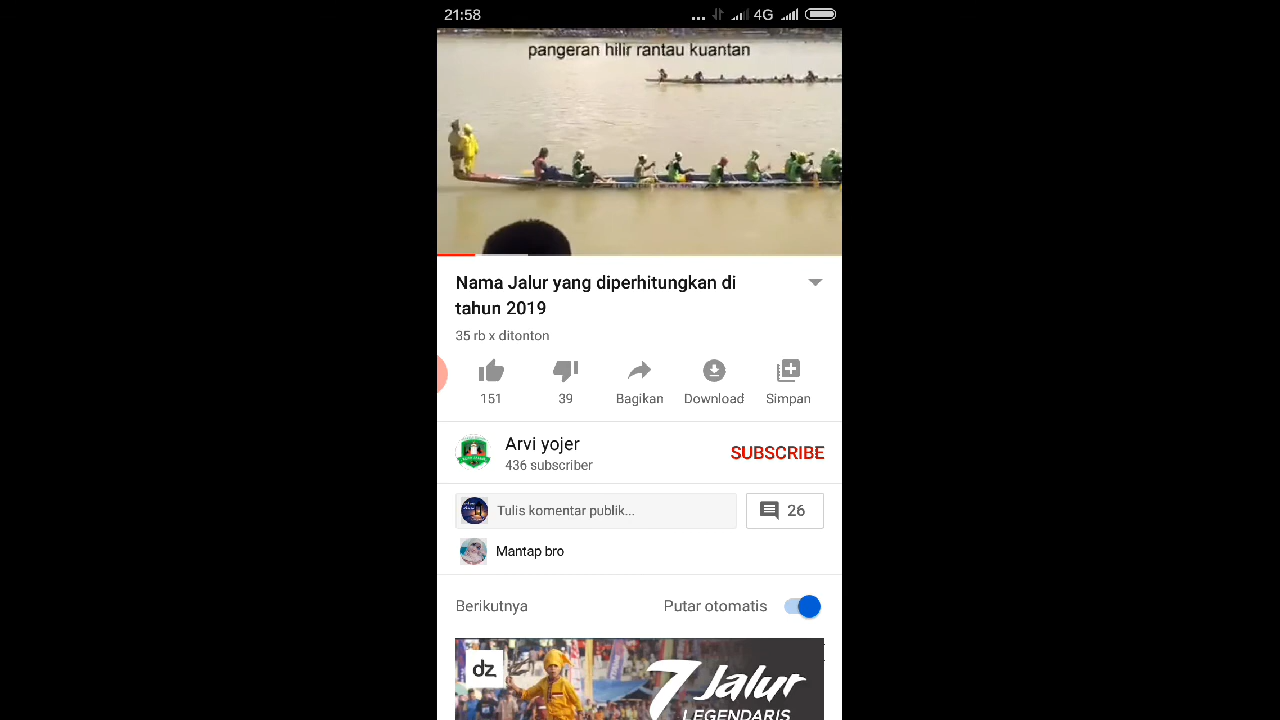 21:58
4G
pangeran hilir rantau kuantan
Nama Jalur yang diperhitungkan di
tahun 2019
35 rb x ditonton
151
39
Bagikan
Download
Simpan
Arvi yojer
436 subscriber
SUBSCRIBE
Tulis komentar publik...
26
Mantap bro
Berikutnya
Putar otomatis
dz
7 Jalur
LEGENDARIS